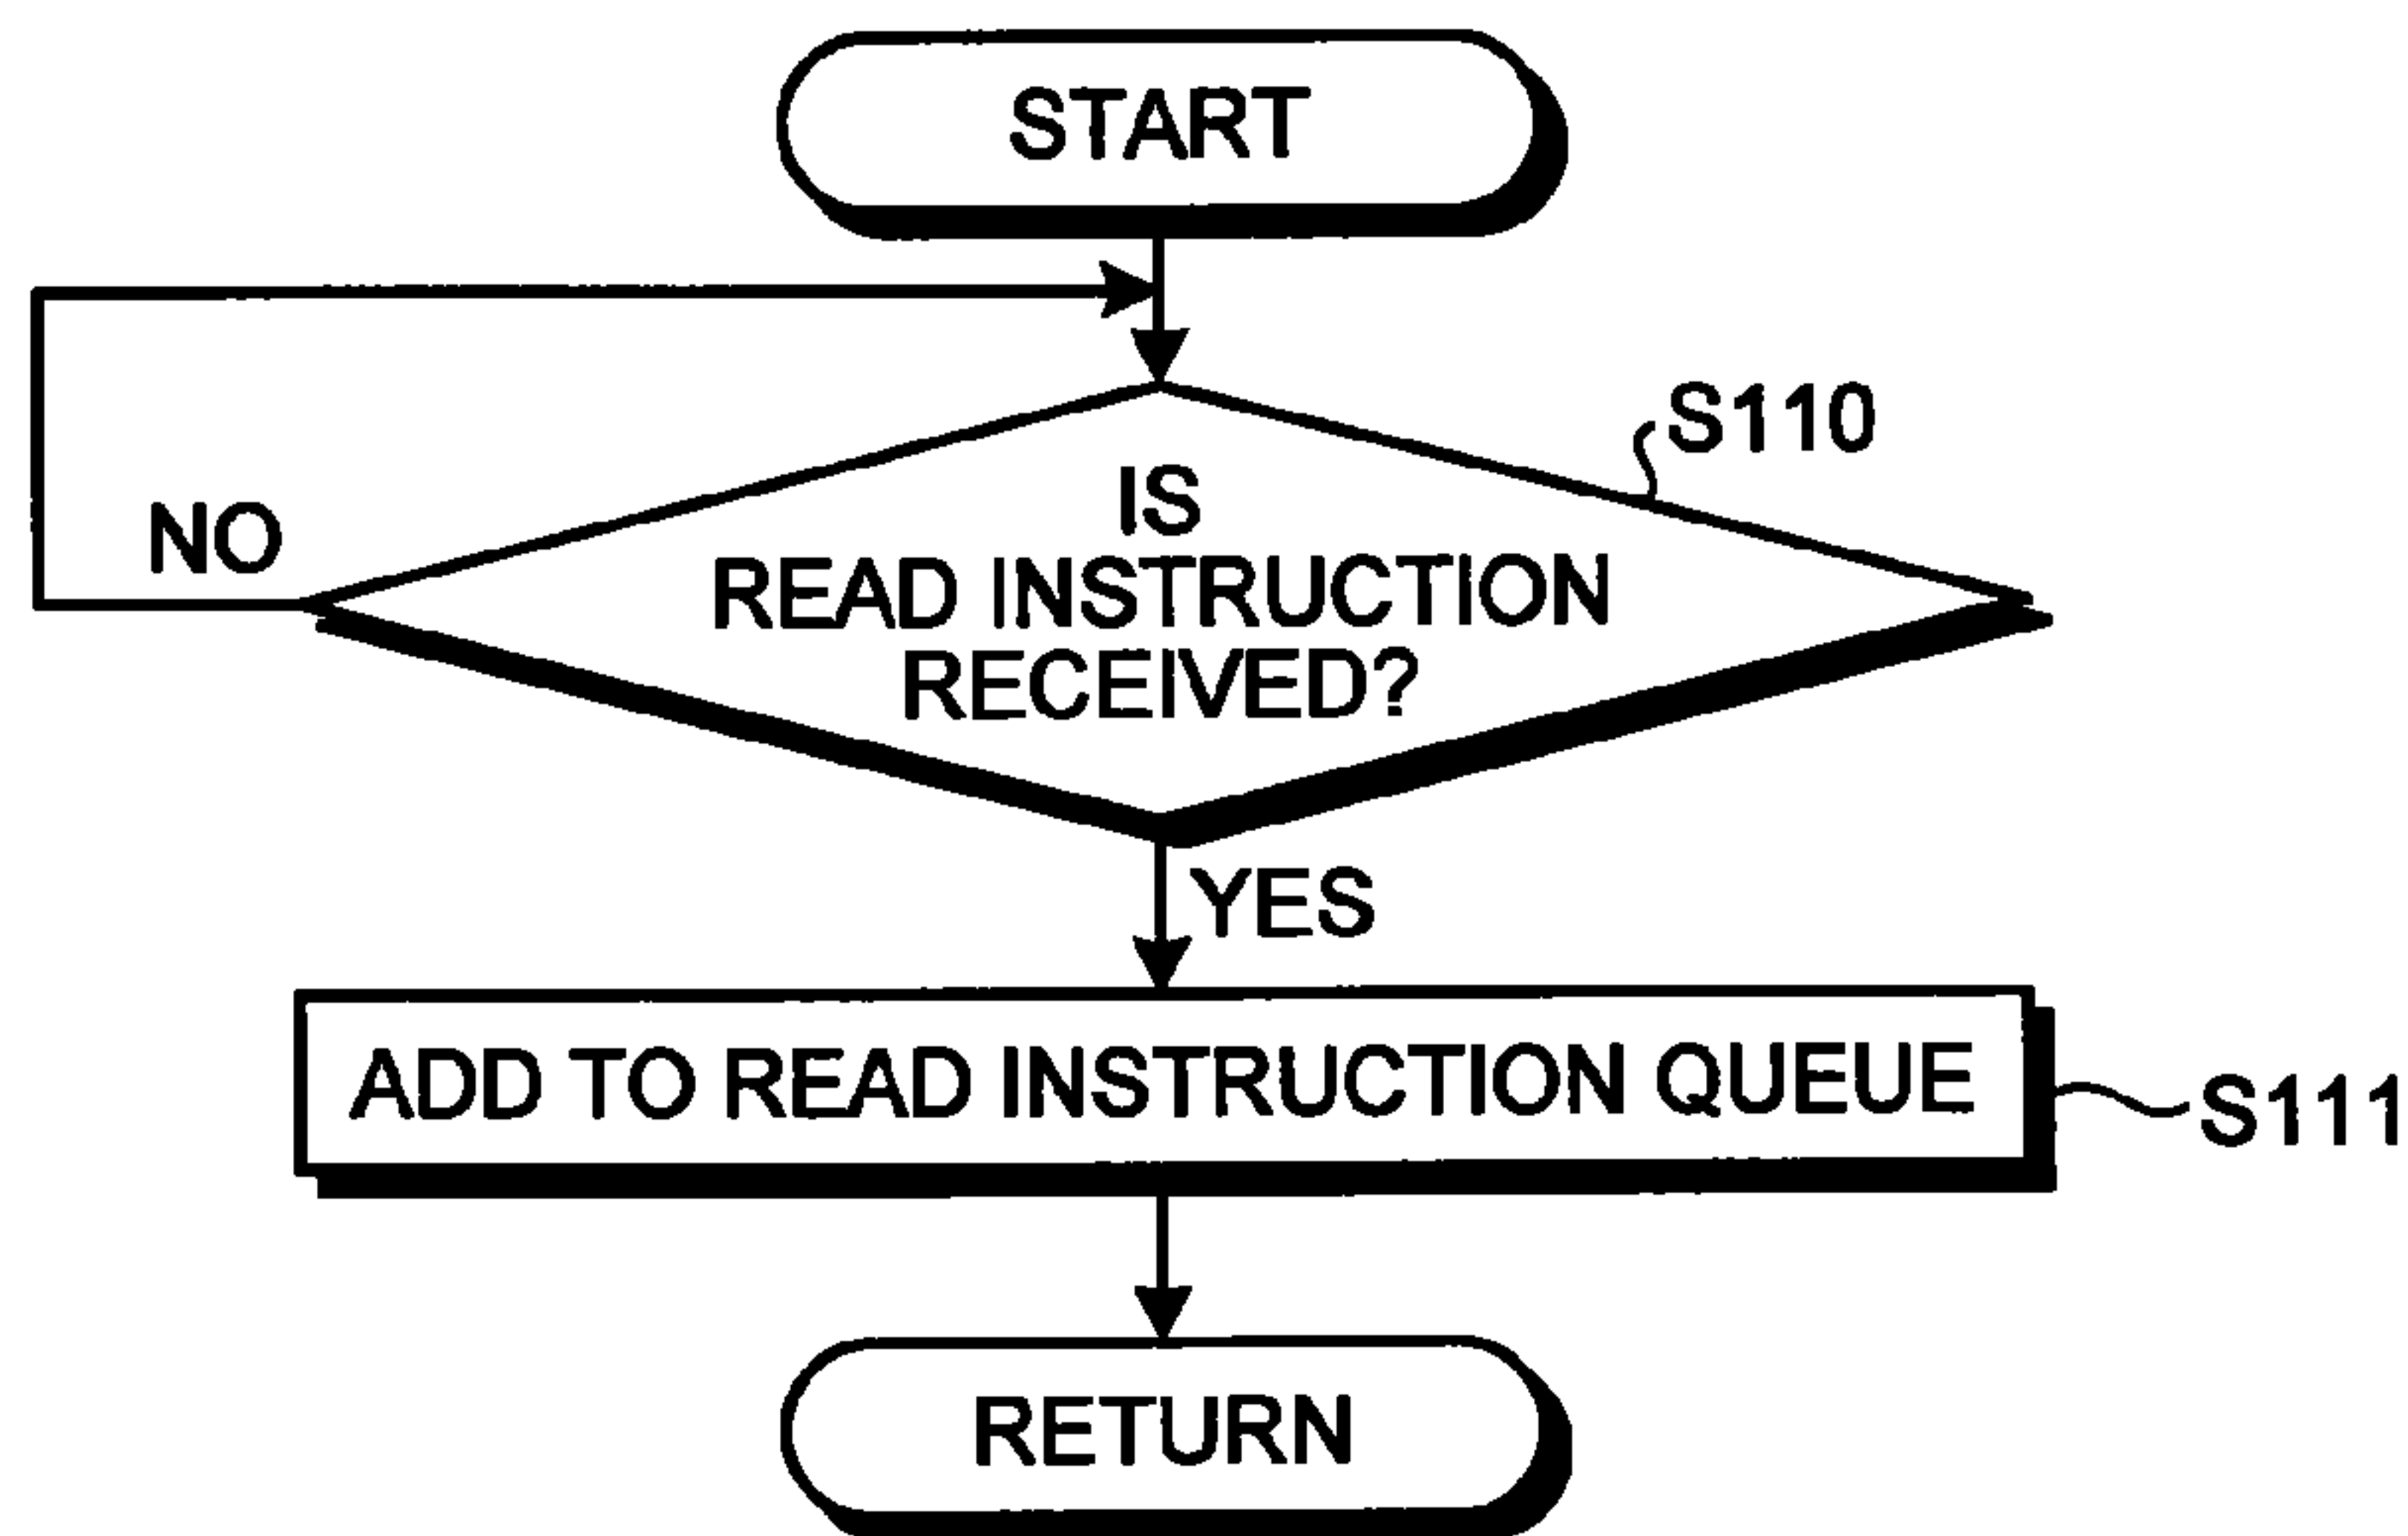 START
S110
IS
READ INSTRUCTION
RECEIVED?
NO
YES
ADD TO READ INSTRUCTION QUEUE
S111
RETURN